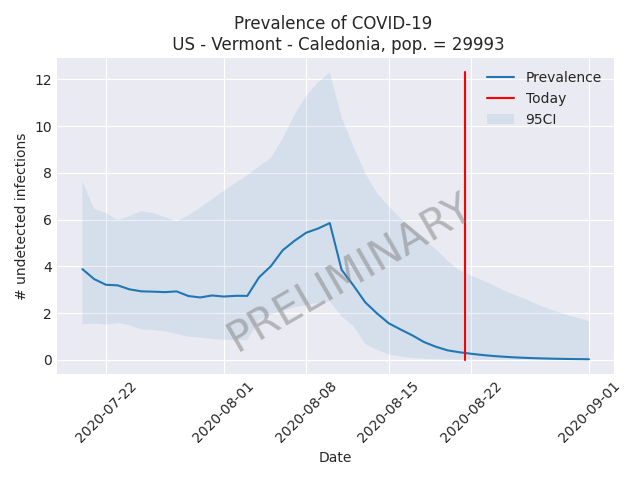 Prevalence of COVID-19
US - Vermont - Caledonia, pop. = 29993
Prevalence
Today
95CI
12
10
8
6
4
2
0
# undetected infections
PRELIMINARY
2020-07-22
2020-08-01
2020-08-08
2020-08-15
2020-08-22
2020-09-01
Date